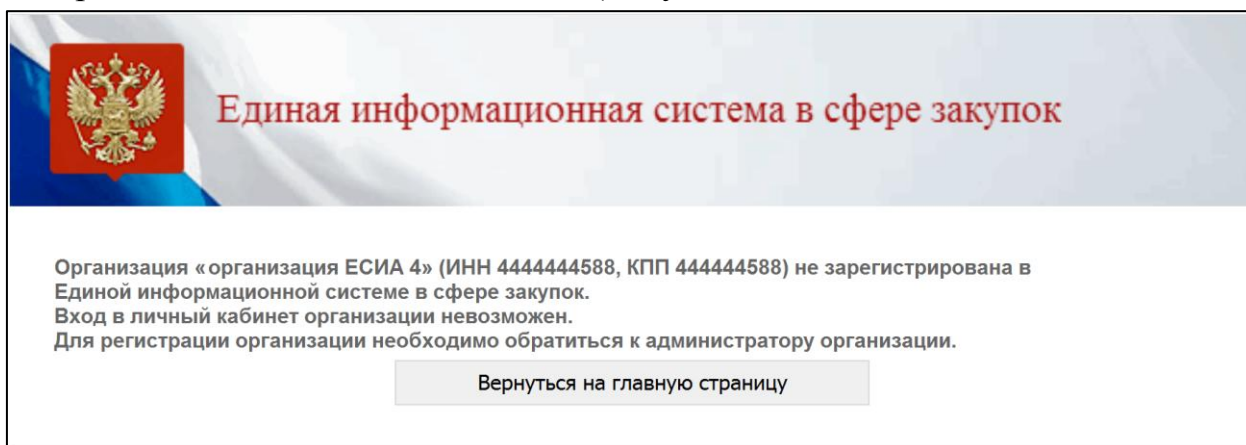 Единая информационная система в сфере закупок
Организация «организация ЕСИА 4» (ИНН 4444444588, КПП 444444588) не зарегистрирована в
Единой информационной системе в сфере закупок.
Вход в личный кабинет организации невозможен.
Для регистрации организации необходимо обратиться к администратору организации.
Вернуться на главную страницу